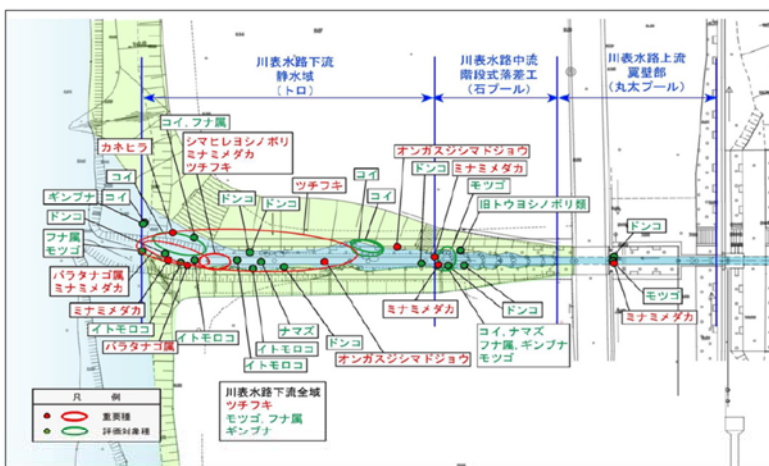 川表水路下流
静水域
(トロ)
川表水路中流
階段式落差工
(石プール)
川表水路上流
翼壁部
(丸太プール)
コイ, フナ属
カネヒラ
シマヒレヨシノボリ
ミナミメダカ
ツチフキ
コイ
ギンブナ
コイ
ドンコ
フナ属
モツゴ
バラタナゴ属
ミナミメダカ
ミナミメダカ
イトモロコ
バラタナゴ属
ドンコ
ドンコ
ツチフキ
コイ
コイ
オンガスジシマドジョウ
ドンコ
ミナミメダカ
モツゴ
旧トウヨシノボリ類
ドンコ
モツゴ
ミナミメダカ
ナマズ
イトモロコ
イトモロコ
ドンコ
オンガスジシマドジョウ
ミナミメダカ
ドンコ
コイ, ナマズ
フナ属, ギンブナ
モツゴ
川表水路下流全域
ツチフキ
モツゴ, フナ属
ギンブナ
凡 例
重要種
評価対象種